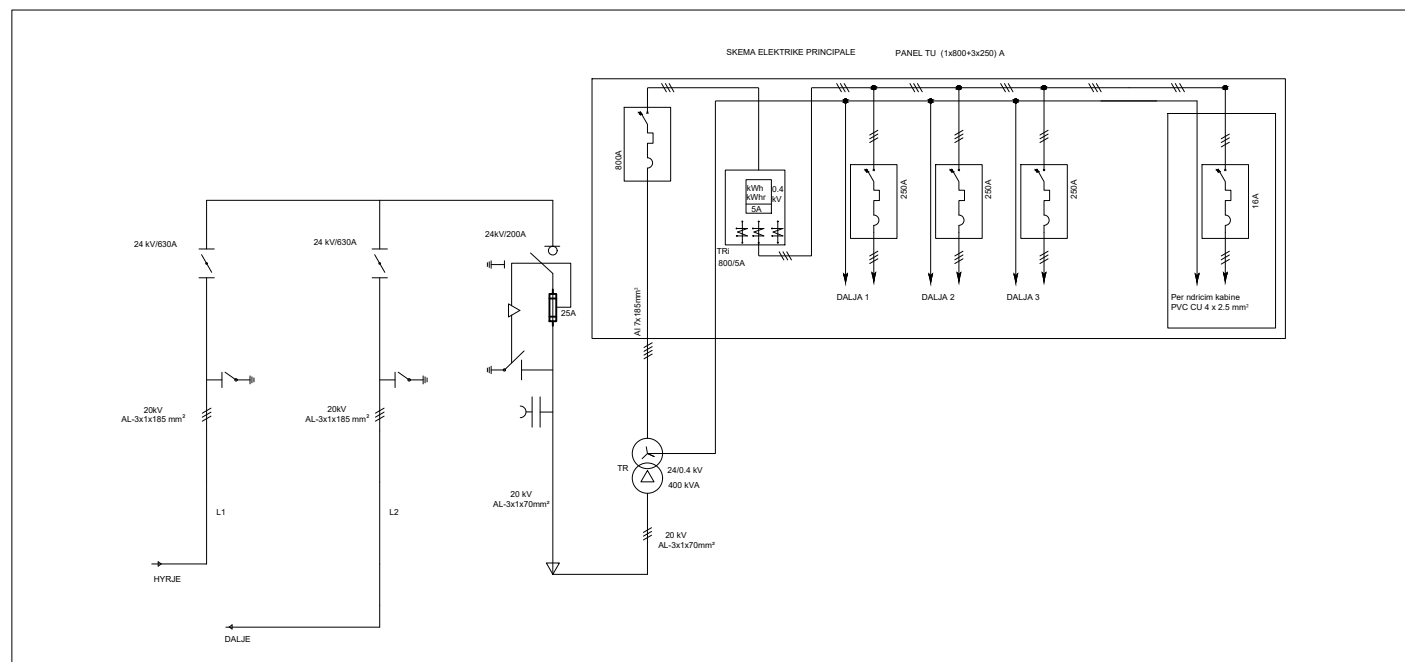 SKEMA ELEKTRIKE PRINCIPALE PANEL TU (1x800+3x250) A
800A
kWh
kWhr
5A
0.4
kV
TRi
800/5A
250A
250A
250A
16A
DALJA 1
DALJA 2
DALJA 3
Per ndricim kabine
PVC CU 4 x 2.5 mm²
24 kV/630A
24 kV/630A
24kV/200A
25A
Al 7x185mm²
20kV
AL-3x1x185 mm²
20kV
AL-3x1x185 mm²
20 kV
AL-3x1x70mm²
TR
24/0.4 kV
400 kVA
20 kV
AL-3x1x70mm²
L1
L2
HYRJE
DALJE